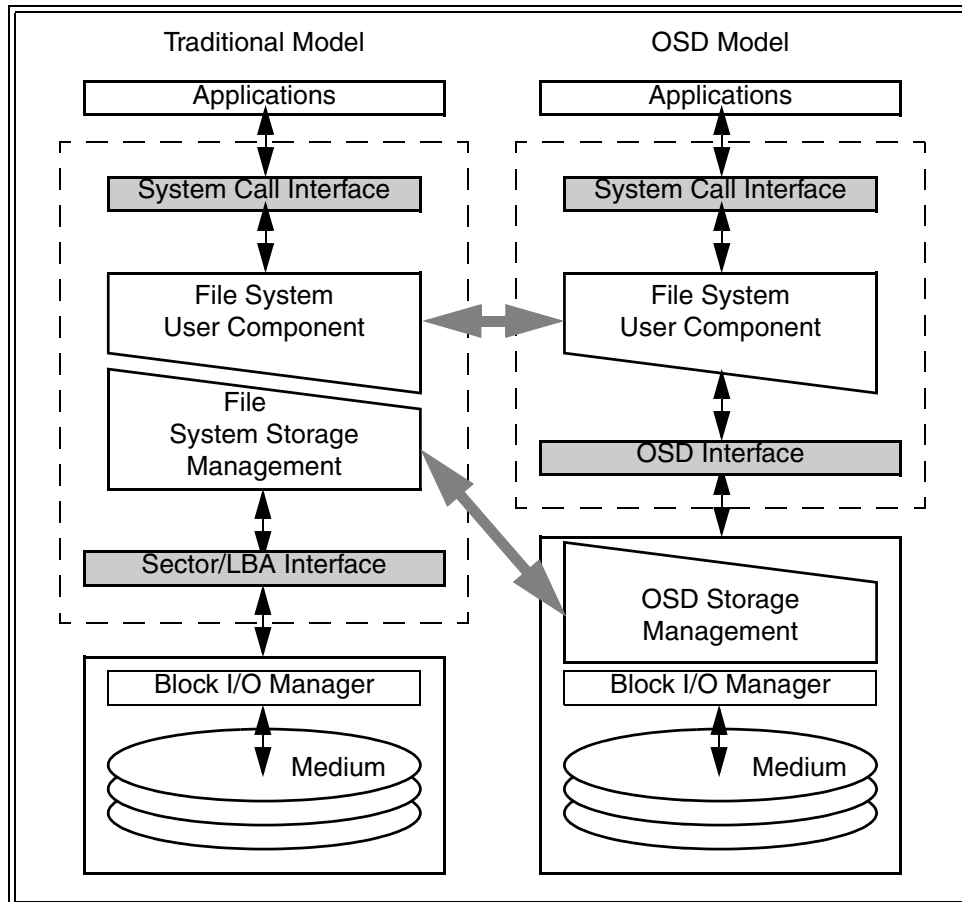 Traditional Model
Applications
System Call Interface
File System
User Component
File
System Storage
Management
Sector/LBA Interface
Block I/O Manager
Medium
OSD Model
Applications
System Call Interface
File System
User Component
OSD Interface
OSD Storage
Management
Block I/O Manager
Medium